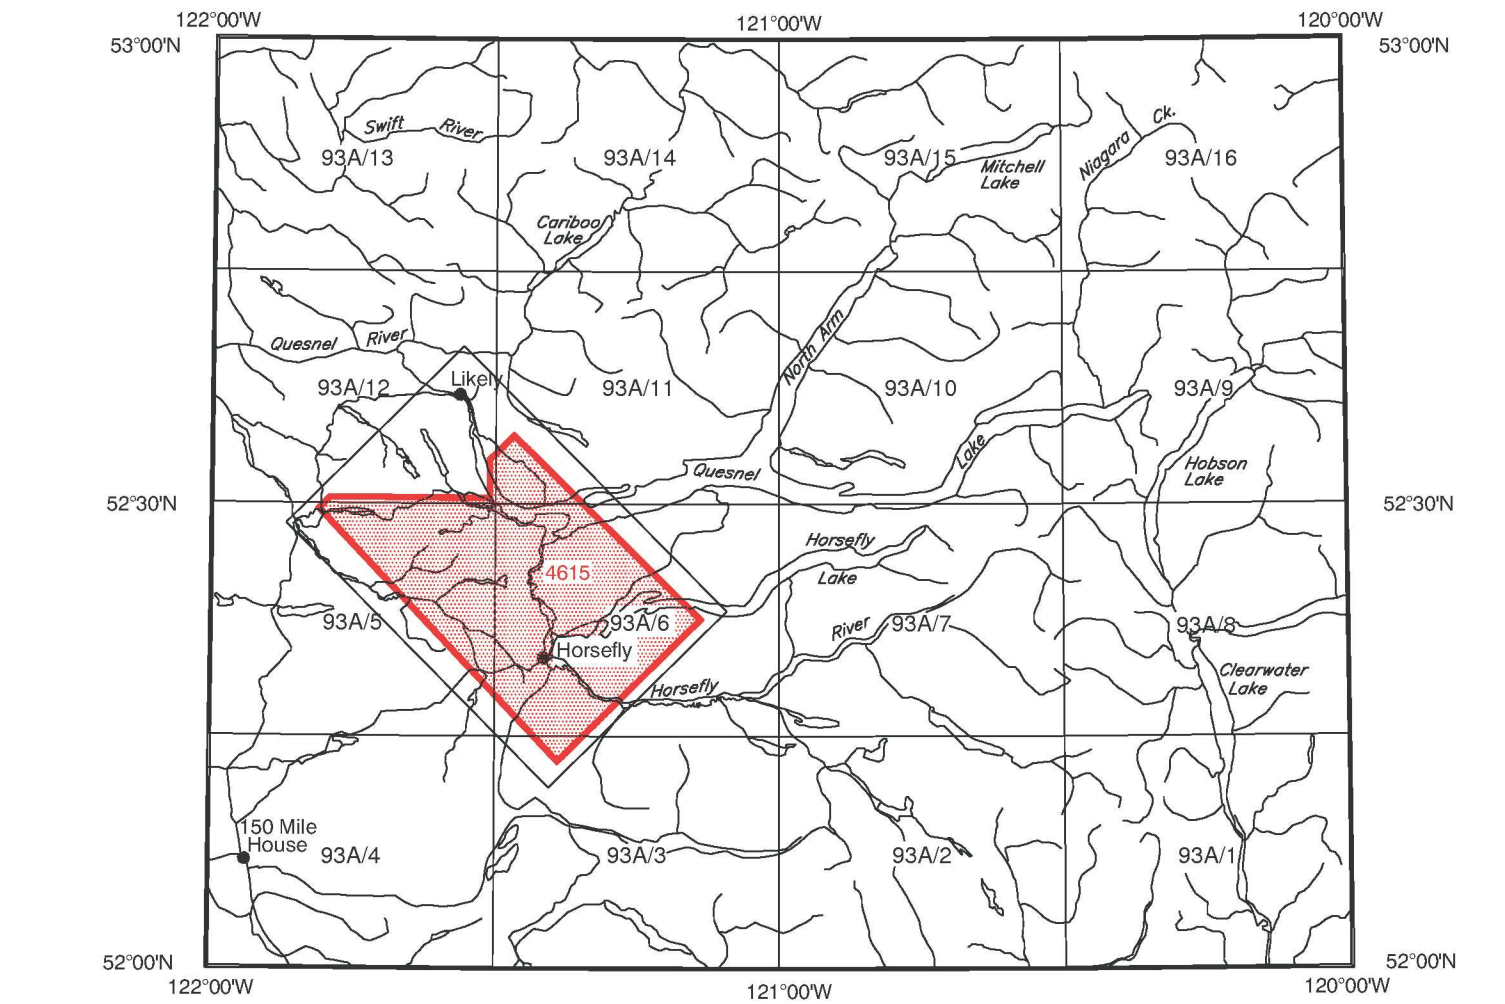 122°00'W
121°00'W
120°00'W
53°00'N
53°00'N
Swift River
Niagara Ck.
93A/13
93A/14
93A/15
93A/16
Mitchell
Lake
Cariboo
Lake
Quesnel River
North Arm
Likely
93A/12
93A/11
93A/10
93A/9
Quesnel Lake
Hobson
Lake
52°30'N
52°30'N
Horsefly
Lake
4615
93A/5
93A/6
93A/7
93A/8
River
Horsefly
Horsefly
Clearwater
Lake
150 Mile
House
93A/4
93A/3
93A/2
93A/1
52°00'N
52°00'N
122°00'W
121°00'W
120°00'W